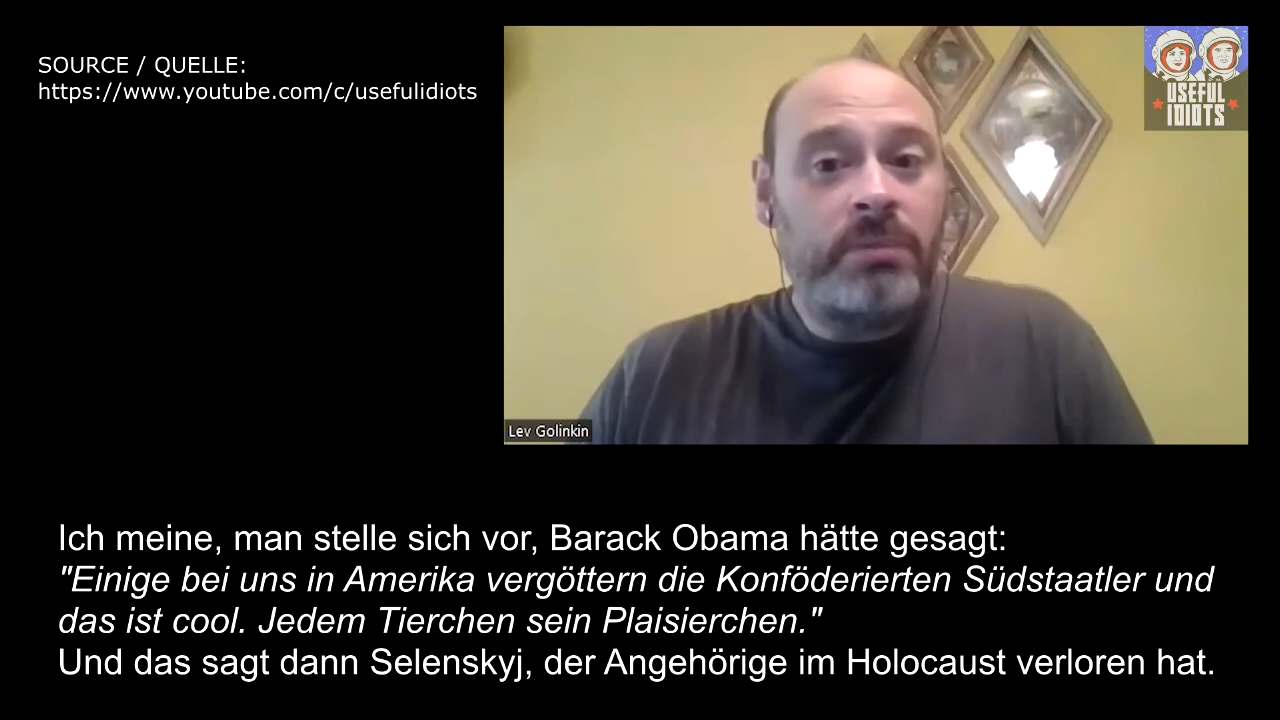 SOURCE / QUELLE:
https://www.youtube.com/c/usefulidiots
USEFUL
IDIOTS
Lev Golinkin
Ich meine, man stelle sich vor, Barack Obama hätte gesagt:
"Einige bei uns in Amerika vergöttern die Konföderierten Südstaatler und
das ist cool. Jedem Tierchen sein Plaisierchen."
Und das sagt dann Selenskyj, der Angehörige im Holocaust verloren hat.